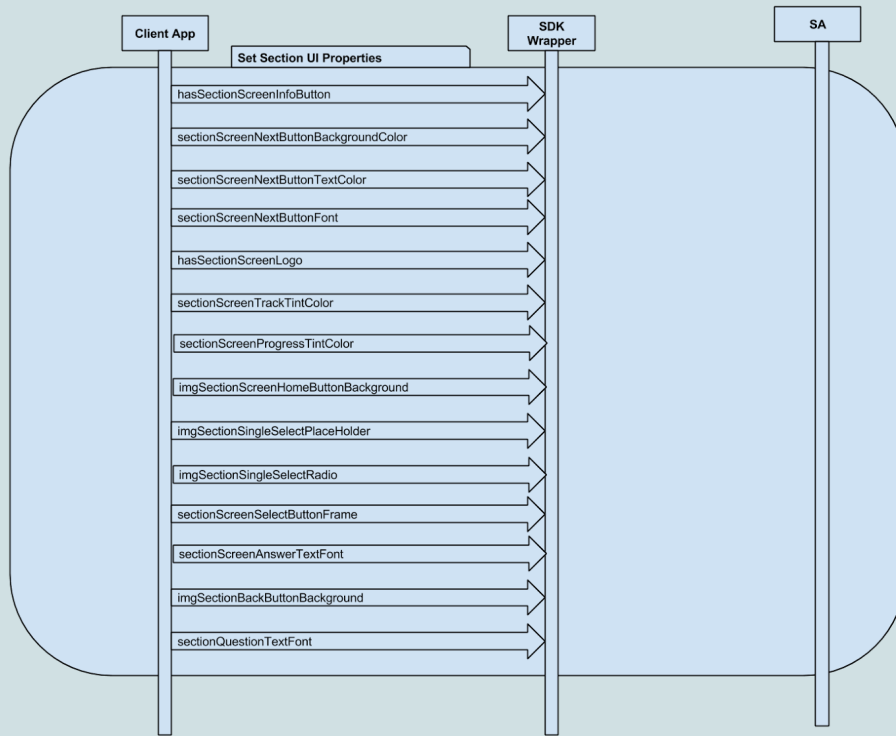 Client App
SDK
Wrapper
SA
Set Section UI Properties
hasSectionScreenInfoButton
sectionScreenNextButtonBackgroundColor
sectionScreenNextButtonTextColor
sectionScreenNextButtonFont
hasSectionScreenLogo
sectionScreenTrackTintColor
sectionScreenProgressTintColor
imgSectionScreenHomeButtonBackground
imgSectionSingleSelectPlaceHolder
imgSectionSingleSelectRadio
sectionScreenSelectButtonFrame
sectionScreenAnswerTextFont
imgSectionBackButtonBackground
sectionQuestionTextFont